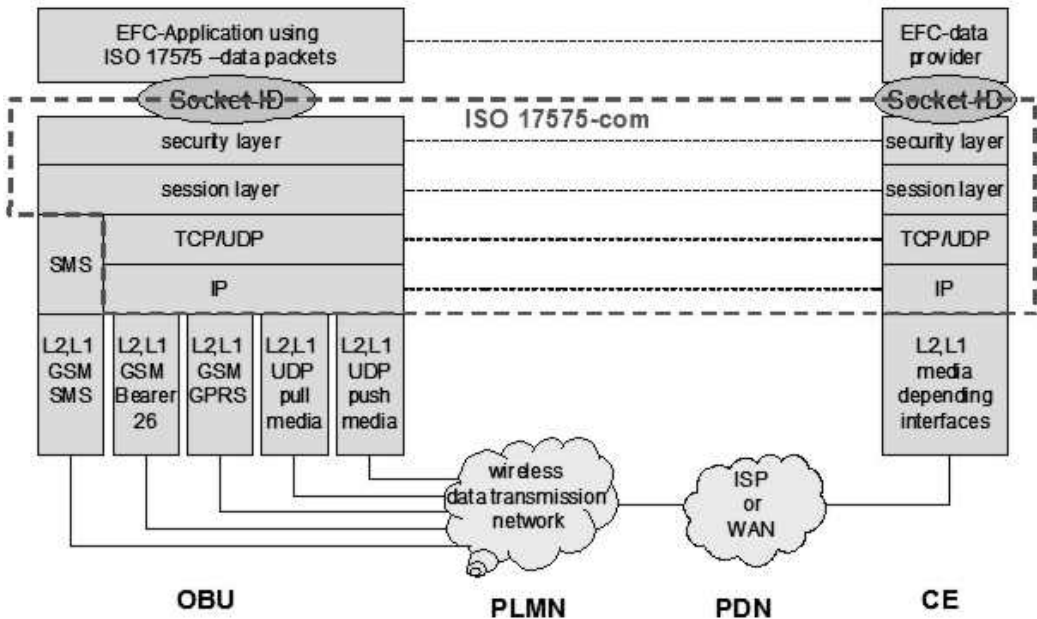 EFC-Application using
ISO 17575 –data packets
EFC-data
provider
Socket-ID
Socket-ID
ISO 17575-com
security layer
security layer
session layer
session layer
SMS
TCP/UDP
TCP/UDP
IP
IP
L2,L1
GSM
SMS
L2,L1
GSM
Bearer
26
L2,L1
GSM
GPRS
L2,L1
UDP
pull
media
L2,L1
UDP
push
media
L2,L1
media
depending
interfaces
wireless
data transmission
network
ISP
or
WAN
OBU
PLMN
PDN
CE